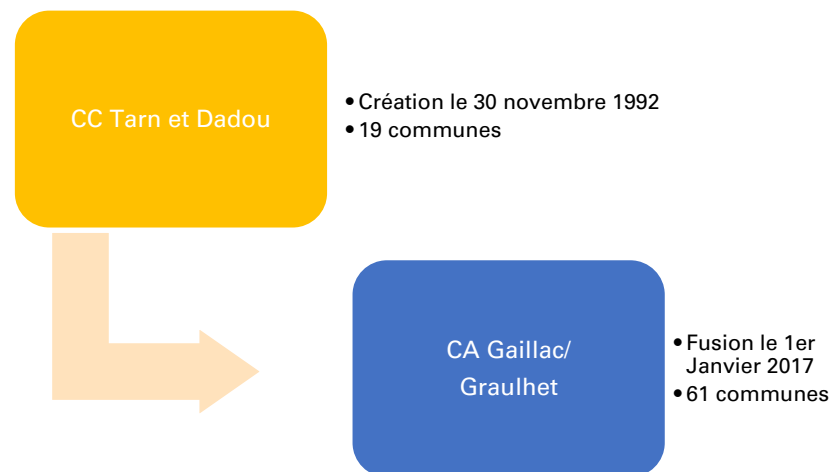 CC Tarn et Dadou
• Création le 30 novembre 1992
• 19 communes
CA Gaillac/
Graulhet
• Fusion le 1er
Janvier 2017
• 61 communes